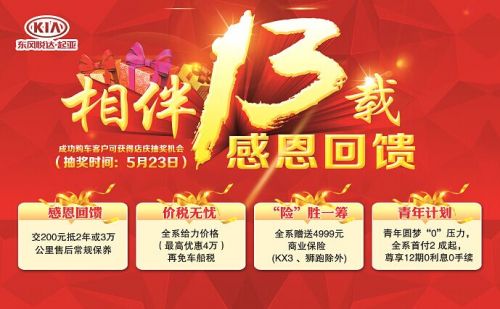 KIA
东风悦达·起亚
相伴13载
感恩回馈
成功购车客户可获得店庆抽奖机会
(抽奖时间：5月23日)
感恩回馈
交200元抵2年或3万
公里售后常规保养
价税无忧
全系给力价格
(最高优惠4万)
再免车船税
“险”胜一筹
全系赠送4999元
商业保险
(KX3、狮跑除外)
青年计划
青年圆梦“0”压力，
全系首付2成起，
尊享12期0利息0手续